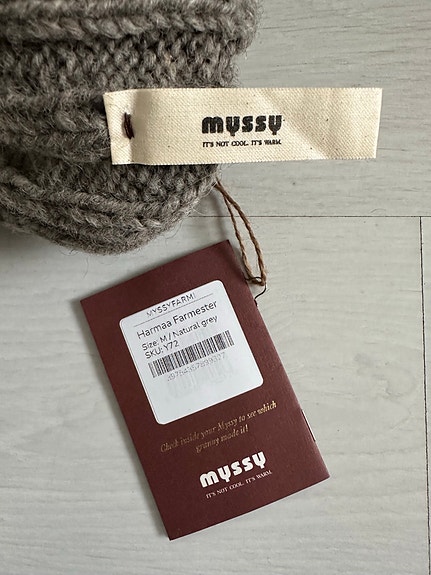 myssy
IT'S NOT COOL. IT'S WARM.
MYSSYFARMI
Harmaa Farmester
Size: M / Natural grey
SKU: Y72
Check inside your Myssy to see which
granny made it!
myssy
IT'S NOT COOL. IT'S WARM.